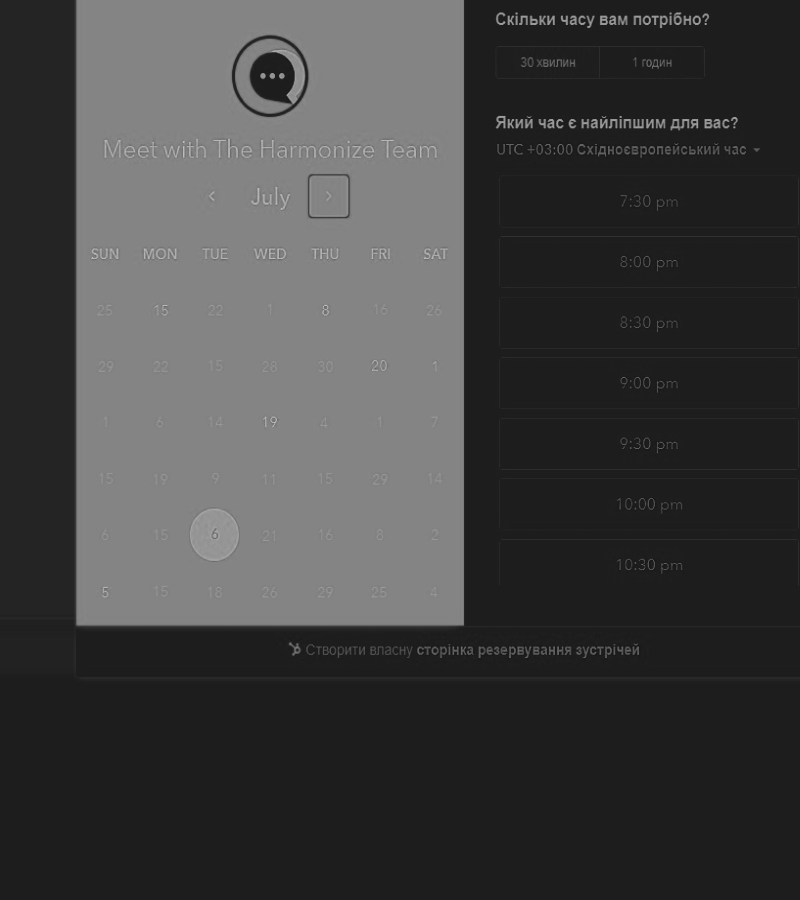 Meet with The Harmonize Team
July
SUN MON TUE WED THU FRI SAT
25 15 22 1 8 16 26
29 22 15 28 30 20 1
1 6 14 19 4 1 7
15 19 9 11 15 29 14
6 15 6 21 16 8 2
5 15 18 26 29 25 4
Скільки часу вам потрібно?
30 хвилин 1 годин
Який час є найліпшим для вас?
UTC +03:00 Східноєвропейський час
7:30 pm
8:00 pm
8:30 pm
9:00 pm
9:30 pm
10:00 pm
10:30 pm
Створити власну сторінка резервування зустрічей